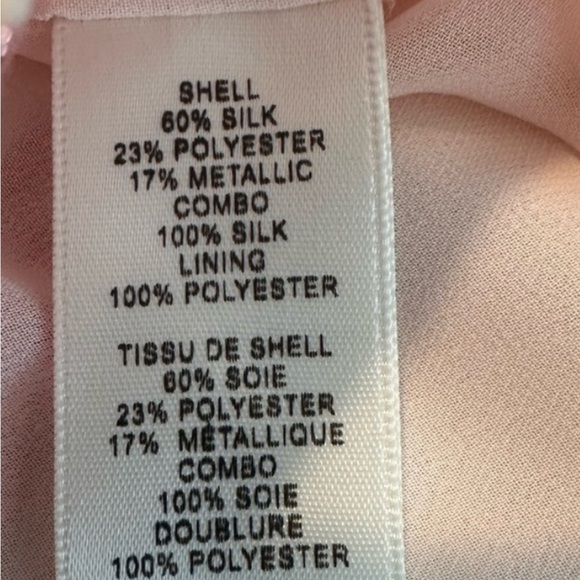 SHELL
60% SILK
23% POLYESTER
17% METALLIC
COMBO
100% SILK
LINING
100% POLYESTER
TISSU DE SHELL
60% SOIE
23% POLYESTER
17% MÉTALLIQUE
COMBO
100% SOIE
DOUBLURE
100% POLYESTER